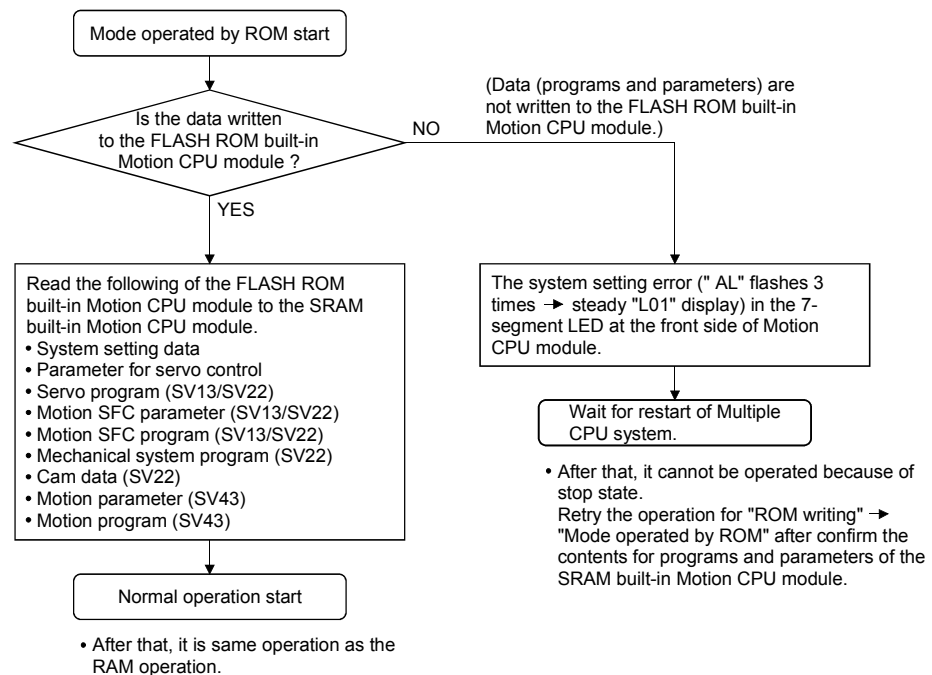 Mode operated by ROM start
(Data (programs and parameters) are
not written to the FLASH ROM built-in
Motion CPU module.)
Is the data written
to the FLASH ROM built-in
Motion CPU module ?
NO
YES
Read the following of the FLASH ROM
built-in Motion CPU module to the SRAM
built-in Motion CPU module.
• System setting data
• Parameter for servo control
• Servo program (SV13/SV22)
• Motion SFC parameter (SV13/SV22)
• Motion SFC program (SV13/SV22)
• Mechanical system program (SV22)
• Cam data (SV22)
• Motion parameter (SV43)
• Motion program (SV43)
The system setting error (" AL" flashes 3
times → steady "L01" display) in the 7-
segment LED at the front side of Motion
CPU module.
Wait for restart of Multiple
CPU system.
• After that, it cannot be operated because of
stop state.
Retry the operation for "ROM writing" →
"Mode operated by ROM" after confirm the
contents for programs and parameters of the
SRAM built-in Motion CPU module.
Normal operation start
• After that, it is same operation as the
RAM operation.